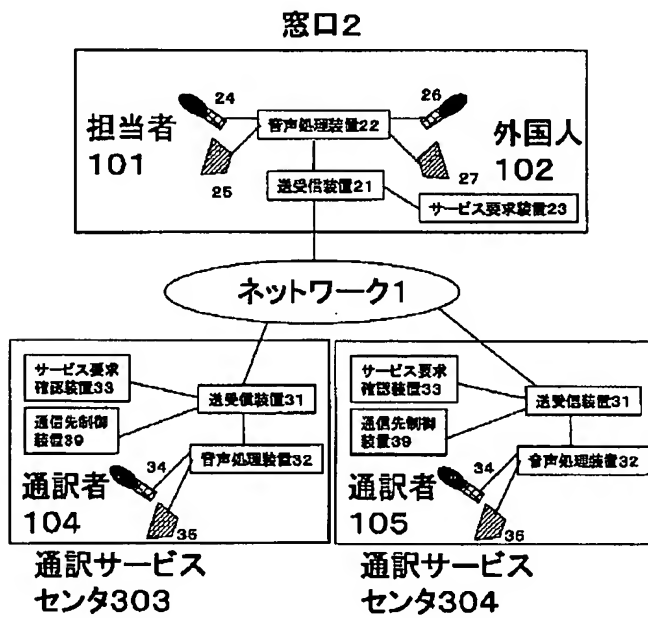 窓口2
24
26
担当者
101
音声処理装置22
外国人
102
25
27
送受信装置21
サービス要求装置23
ネットワーク1
サービス要求
確認装置33
送受信装置31
通信先制御
装置39
音声処理装置32
34
通訳者
104
35
通訳サービス
センタ303
サービス要求
確認装置33
送受信装置31
通信先制御
装置39
音声処理装置32
34
通訳者
105
35
通訳サービス
センタ304